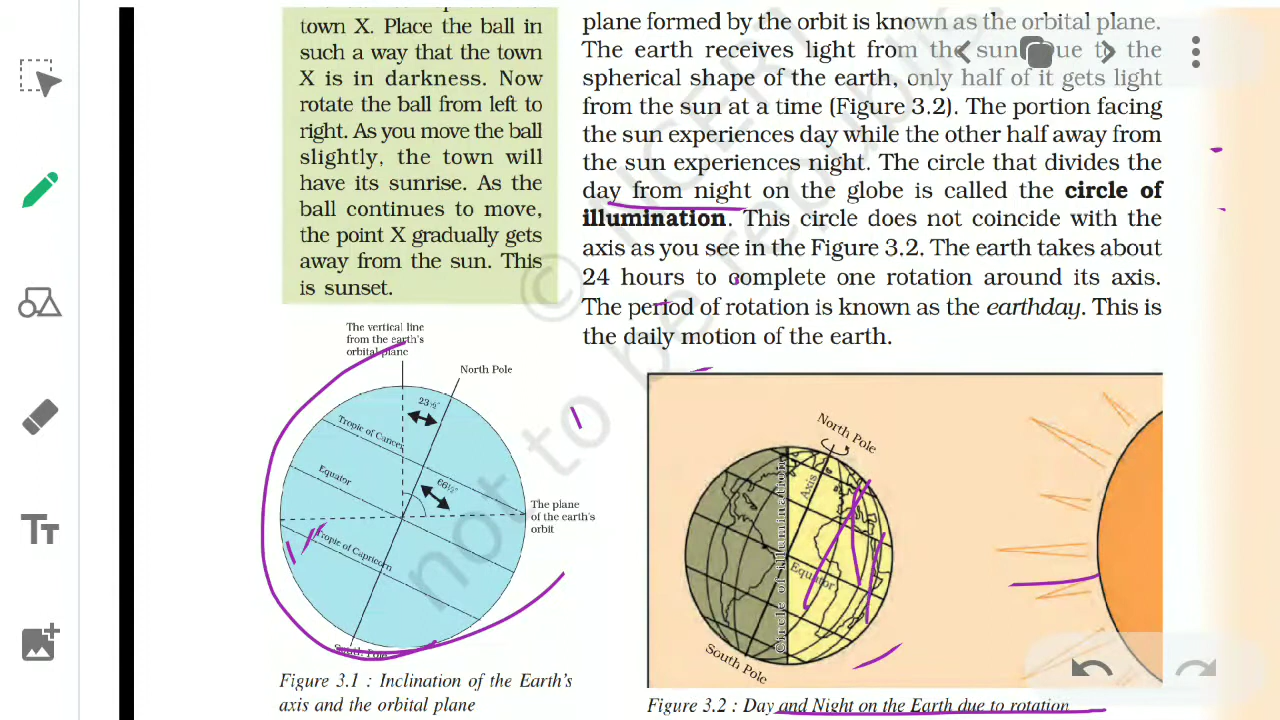 town X. Place the ball in
such a way that the town
X is in darkness. Now
rotate the ball from left to
right. As you move the ball
slightly, the town will
have its sunrise. As the
ball continues to move,
the point X gradually gets
away from the sun. This
is sunset.
plane formed by the orbit is known as the orbital plane.
The earth receives light from the sun. Due to the
spherical shape of the earth, only half of it gets light
from the sun at a time (Figure 3.2). The portion facing
the sun experiences day while the other half away from
the sun experiences night. The circle that divides the
day from night on the globe is called the circle of
illumination. This circle does not coincide with the
axis as you see in the Figure 3.2. The earth takes about
24 hours to complete one rotation around its axis.
The period of rotation is known as the earthday. This is
the daily motion of the earth.
The vertical line
from the earth's
orbital plane
North Pole
23½°
Tropic of Cancer
Equator
66½°
The plane
of the earth's
orbit
Tropic of Capricorn
South Pole
Figure 3.1 : Inclination of the Earth's
axis and the orbital plane
North Pole
Axis
Circle of illumination
Equator
South Pole
Figure 3.2 : Day and Night on the Earth due to rotation
© NCERT
not to be republis
Tt